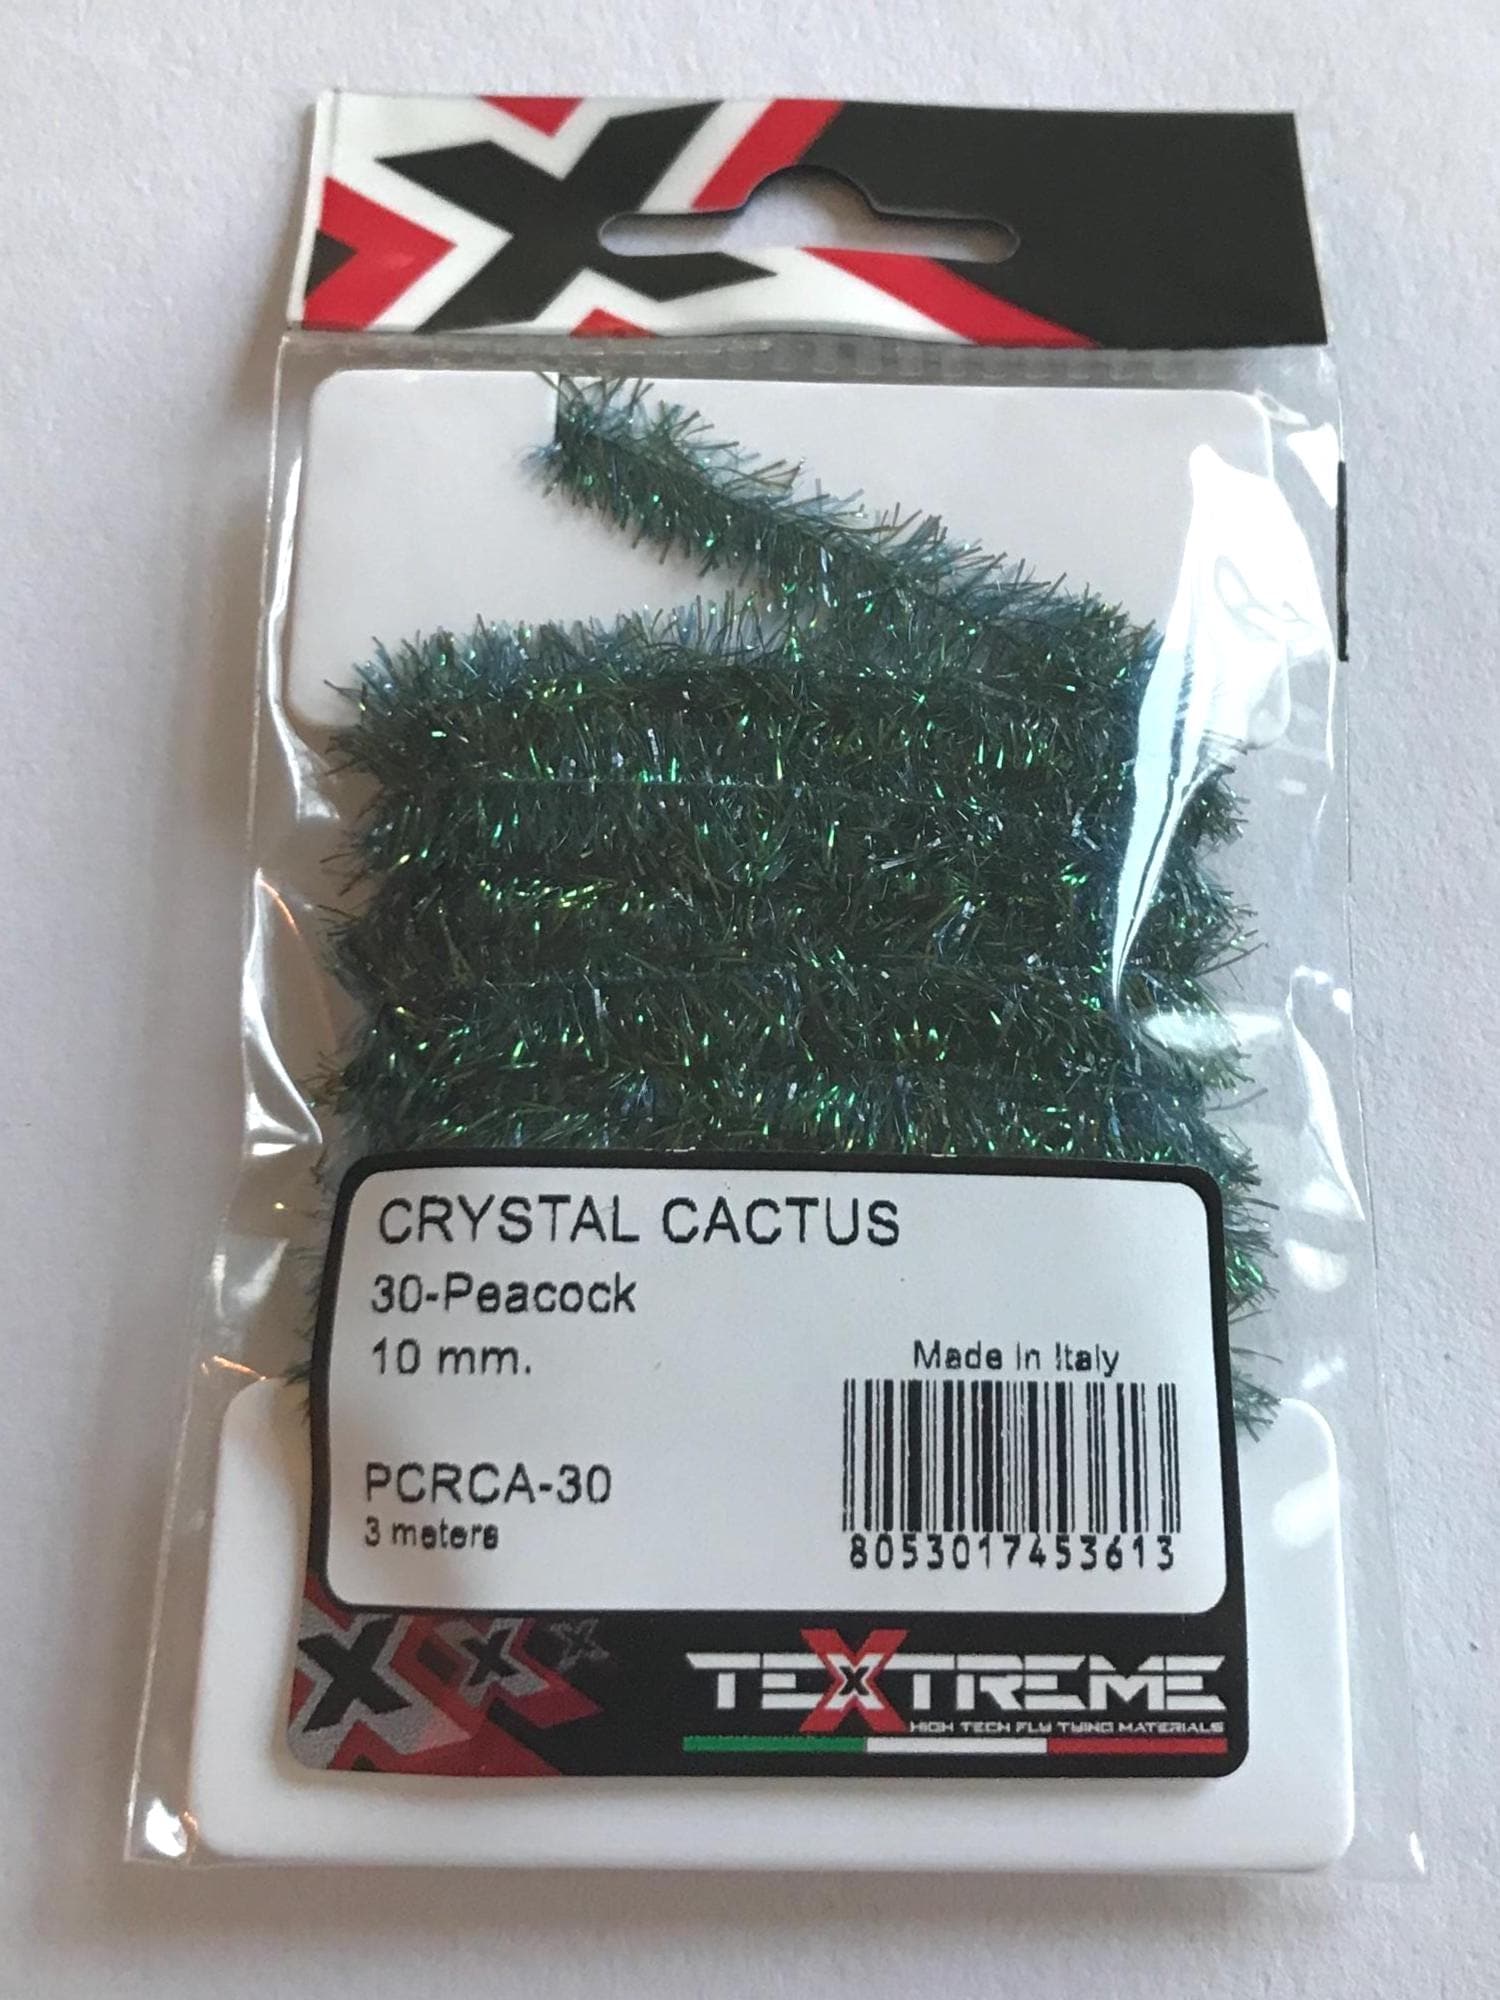 CRYSTAL CACTUS
30-Peacock
10 mm.
Made in Italy
PCRCA-30
3 meters
8053017453613
TEXTREME
HIGH TECH FLY TYING MATERIALS